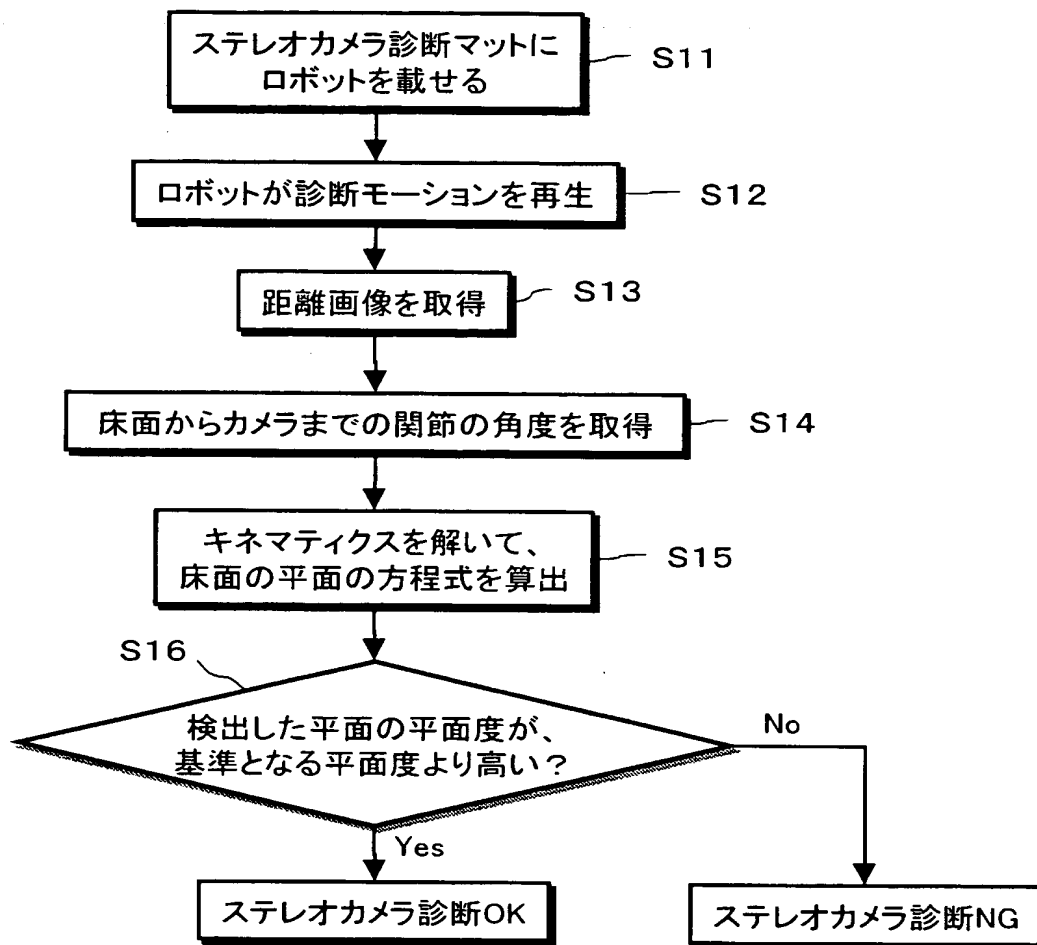 ステレオカメラ診断マットに
ロボットを載せる
S11
ロボットが診断モーションを再生
S12
距離画像を取得
S13
床面からカメラまでの関節の角度を取得
S14
キネマティクスを解いて、
床面の平面の方程式を算出
S15
S16
検出した平面の平面度が、
基準となる平面度より高い?
No
Yes
ステレオカメラ診断OK
ステレオカメラ診断NG